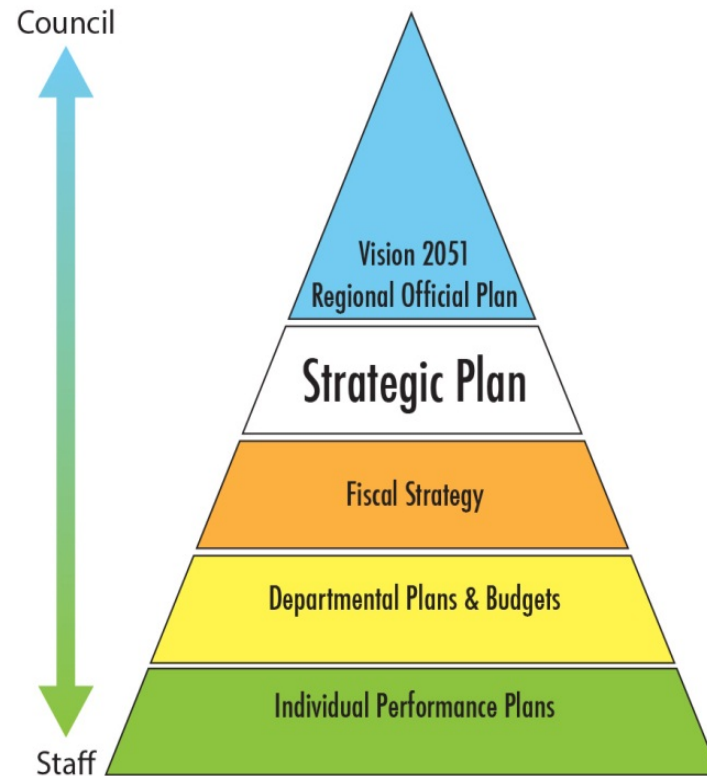 Council
Vision 2051
Regional Official Plan
Strategic Plan
Fiscal Strategy
Departmental Plans & Budgets
Individual Performance Plans
Staff